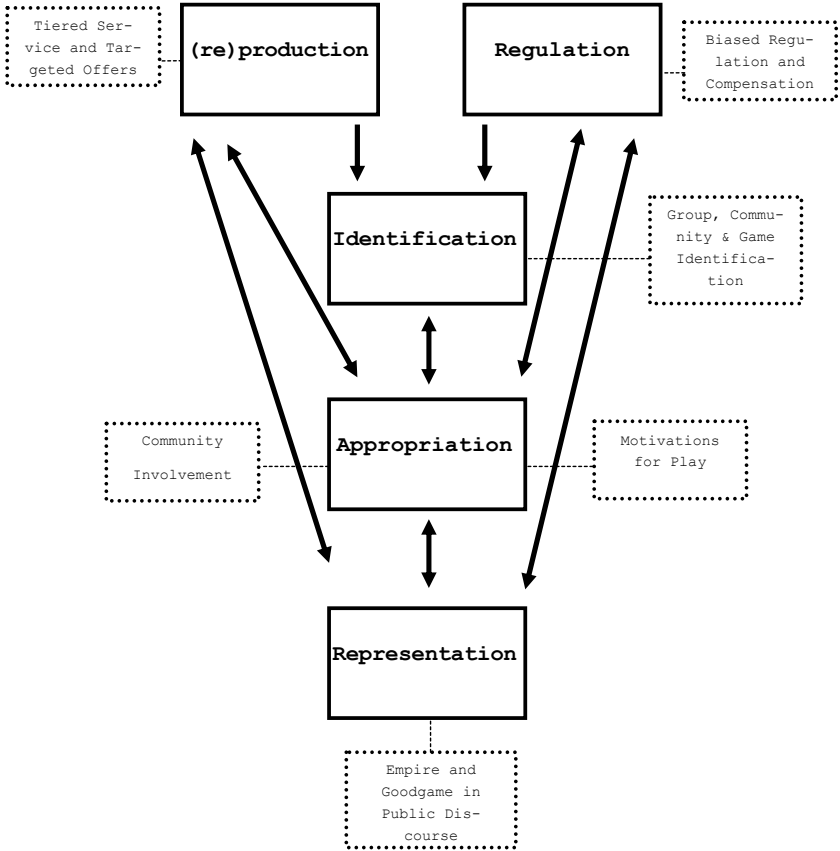 Tiered Ser-
vice and Tar-
geted Offers
(re)production
Regulation
Biased Regu-
lation and
Compensation
Identification
Group, Commu-
nity & Game
Identifica-
tion
Community
Involvement
Appropriation
Motivations
for Play
Representation
Empire and
Goodgame in
Public Dis-
course